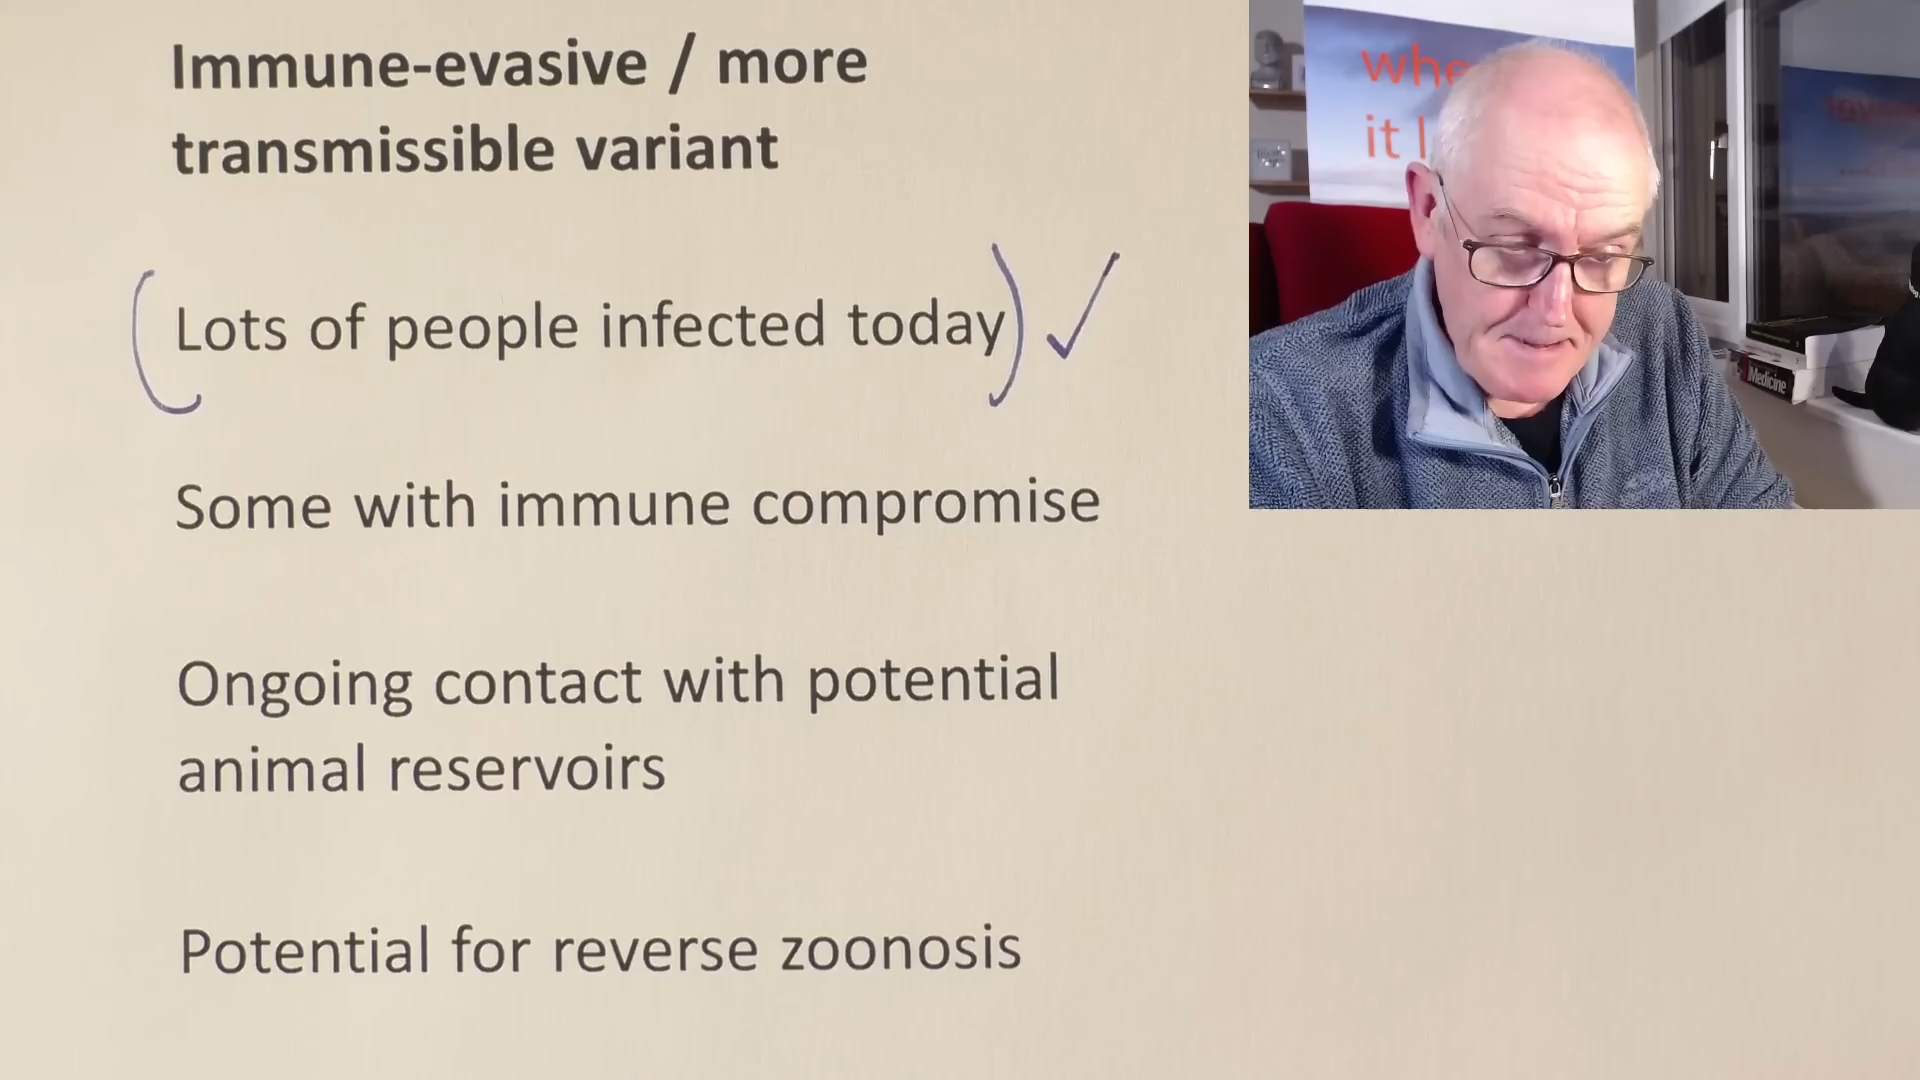 Immune-evasive / more
transmissible variant
Lots of people infected today
Some with immune compromise
Ongoing contact with potential
animal reservoirs
Potential for reverse zoonosis
whe
it l
Medicine